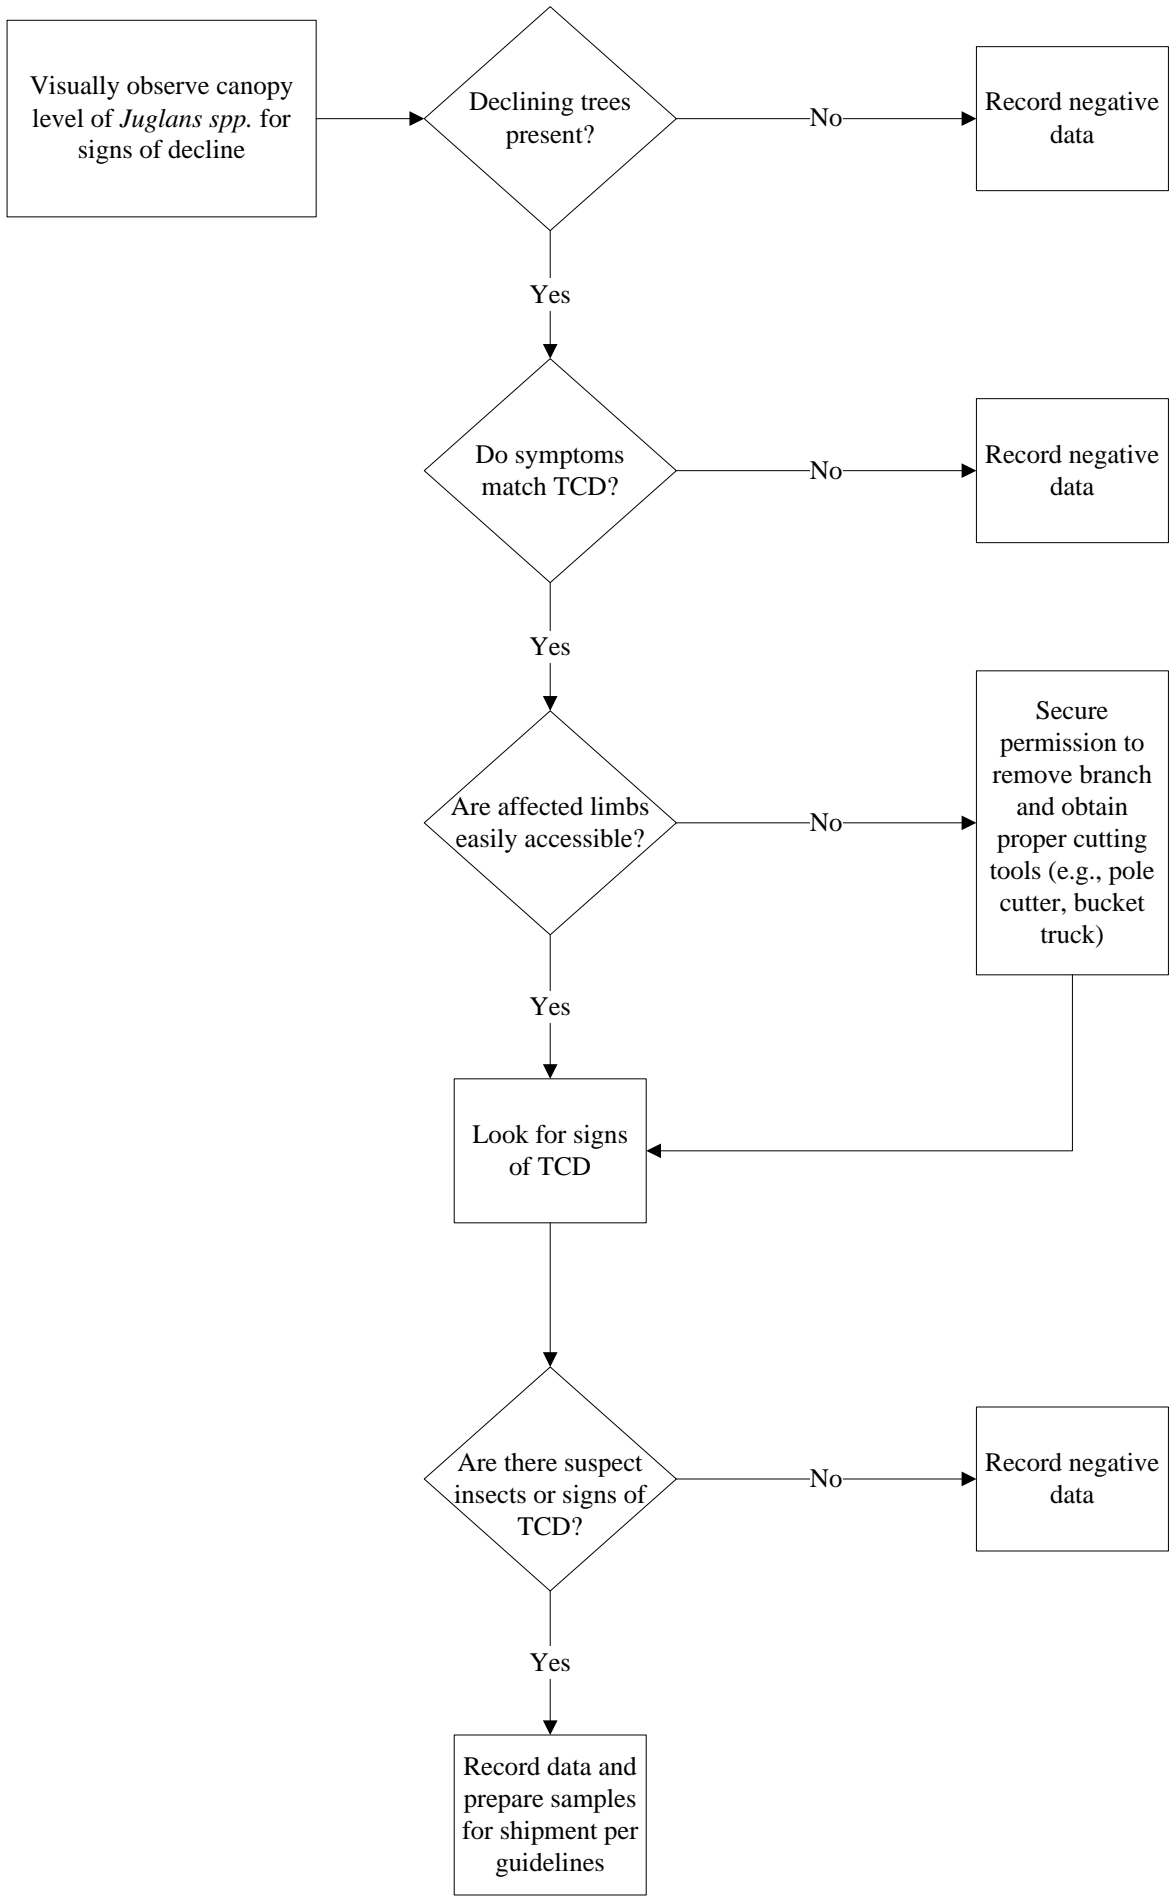 Visually observe canopy
level of Juglans spp. for
signs of decline
Declining trees
present?
No
Record negative
data
Yes
Do symptoms
match TCD?
No
Record negative
data
Yes
Are affected limbs
easily accessible?
No
Secure
permission to
remove branch
and obtain
proper cutting
tools (e.g., pole
cutter, bucket
truck)
Yes
Look for signs
of TCD
Are there suspect
insects or signs of
TCD?
No
Record negative
data
Yes
Record data and
prepare samples
for shipment per
guidelines